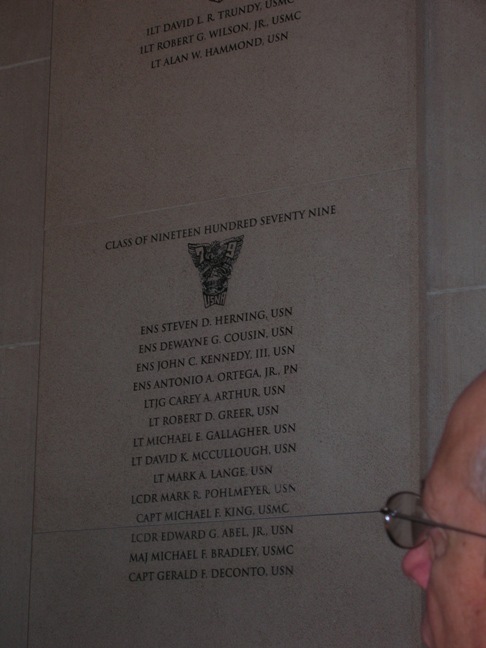 1LT DAVID L. R. TRUNDY, USMC
1LT ROBERT G. WILSON, JR., USMC
LT ALAN W. HAMMOND, USN
CLASS OF NINETEEN HUNDRED SEVENTY NINE
7 9
USNA
ENS STEVEN D. HERNING, USN
ENS DEWAYNE G. COUSIN, USN
ENS JOHN C. KENNEDY, III, USN
ENS ANTONIO A. ORTEGA, JR., PN
LTJG CAREY A. ARTHUR, USN
LT ROBERT D. GREER, USN
LT MICHAEL E. GALLAGHER, USN
LT DAVID K. MCCULLOUGH, USN
LT MARK A. LANGE, USN
LCDR MARK R. POHLMEYER, USN
CAPT MICHAEL F. KING, USMC
LCDR EDWARD G. ABEL, JR., USN
MAJ MICHAEL F. BRADLEY, USMC
CAPT GERALD F. DECONTO, USN